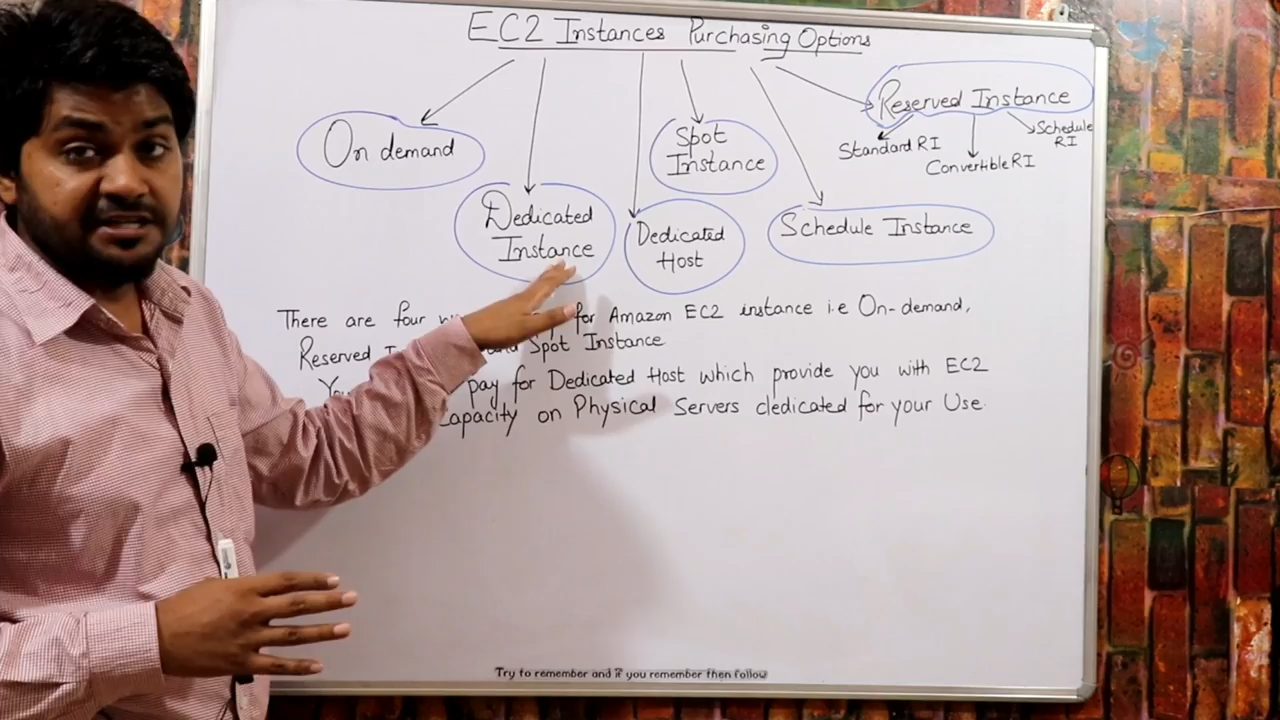 EC2 Instances Purchasing Options
On demand
Dedicated
Instance
Dedicated
Host
Spot
Instance
Schedule Instance
Reserved Instance
Standard RI
Convertible RI
Schedule
RI
There are four for Amazon EC2 instance i.e On-demand,
Reserved Spot Instance
pay for Dedicated Host which provide you with EC2
capacity on Physical Servers dedicated for your Use.
Try to remember and if you remember then follow